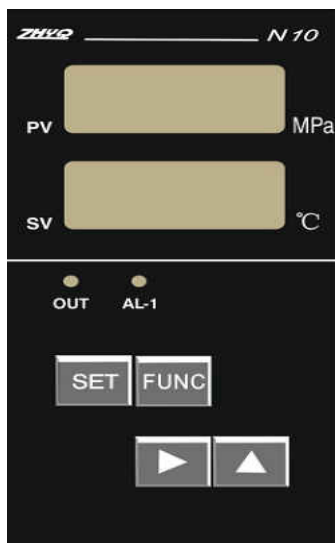 ZHYQ N10
PV MPa
SV ℃
OUT AL-1
SET FUNC